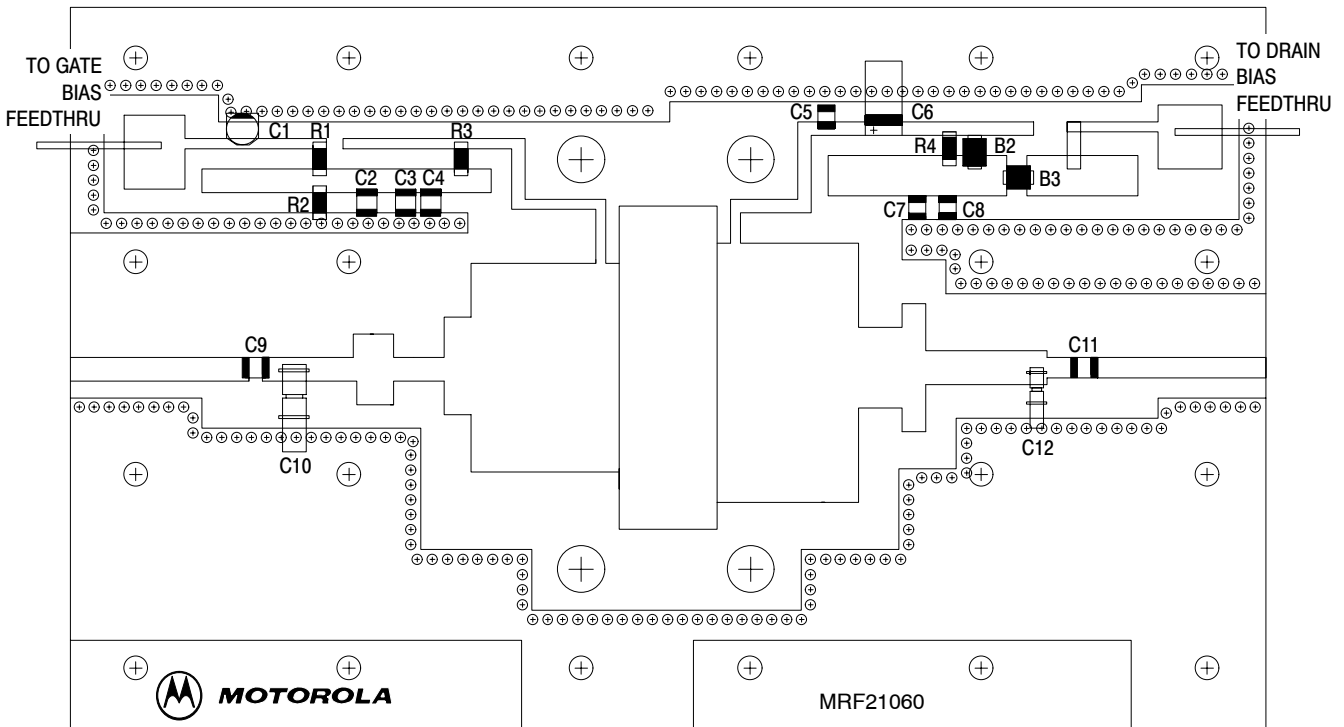 TO GATE
BIAS
FEEDTHRU
TO DRAIN
BIAS
FEEDTHRU
C1
R1
R3
C5
C6
+
R4
B2
B3
C2
C3
C4
R2
C7
C8
C9
C11
C10
C12
MOTOROLA
MRF21060